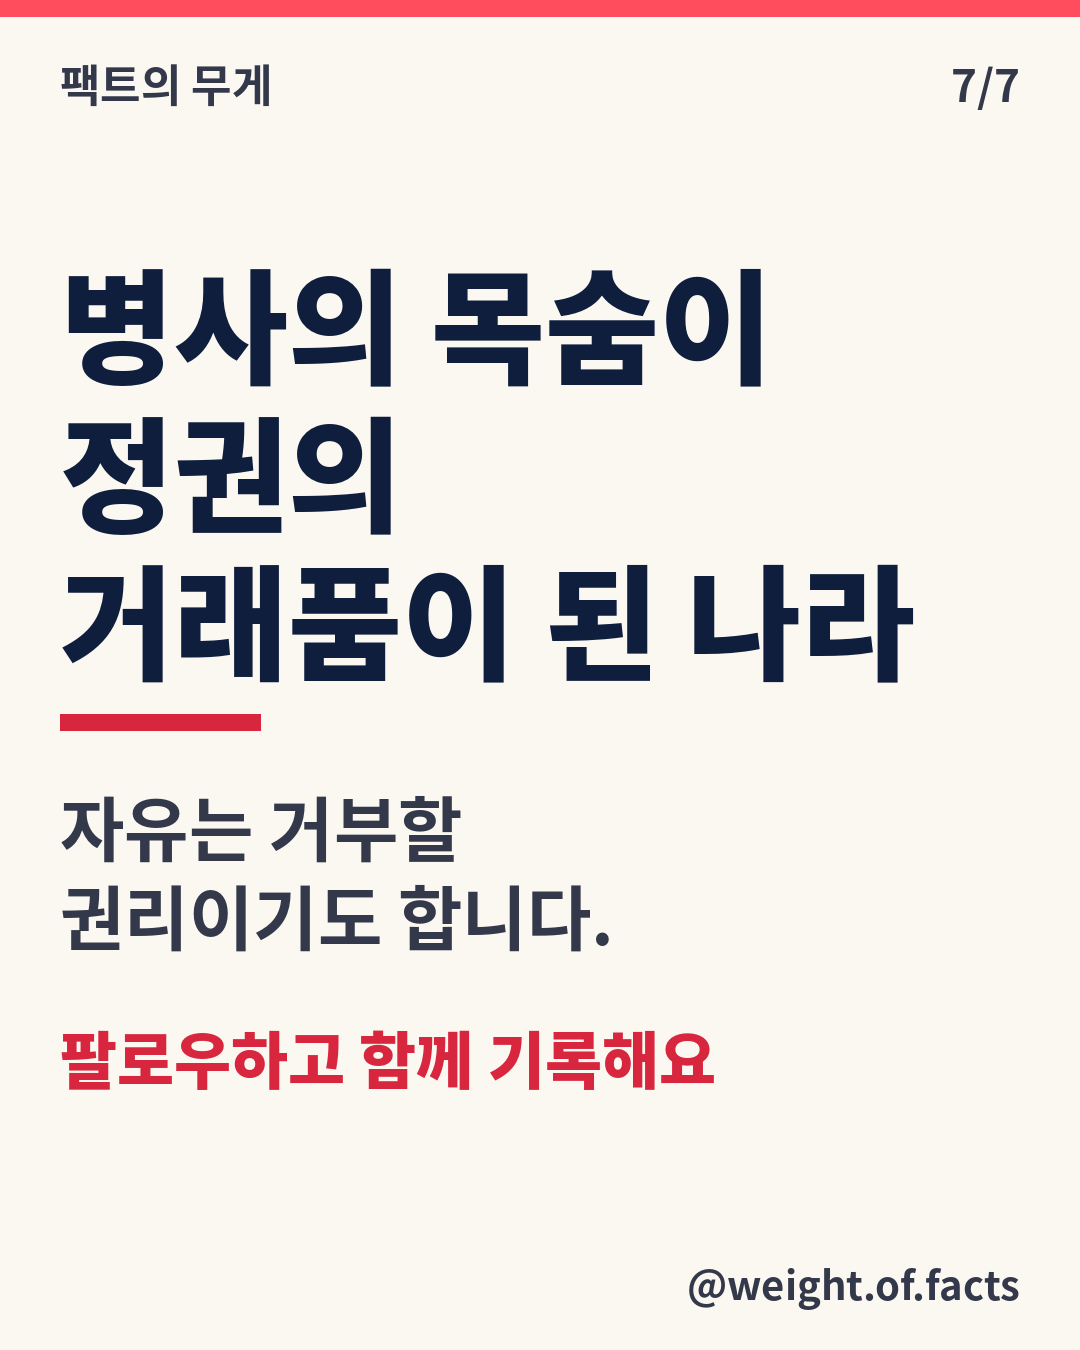 팩트의 무게
7/7
병사의 목숨이
정권의
거래품이 된 나라
자유는 거부할
권리이기도 합니다.
팔로우하고 함께 기록해요
@weight.of.facts